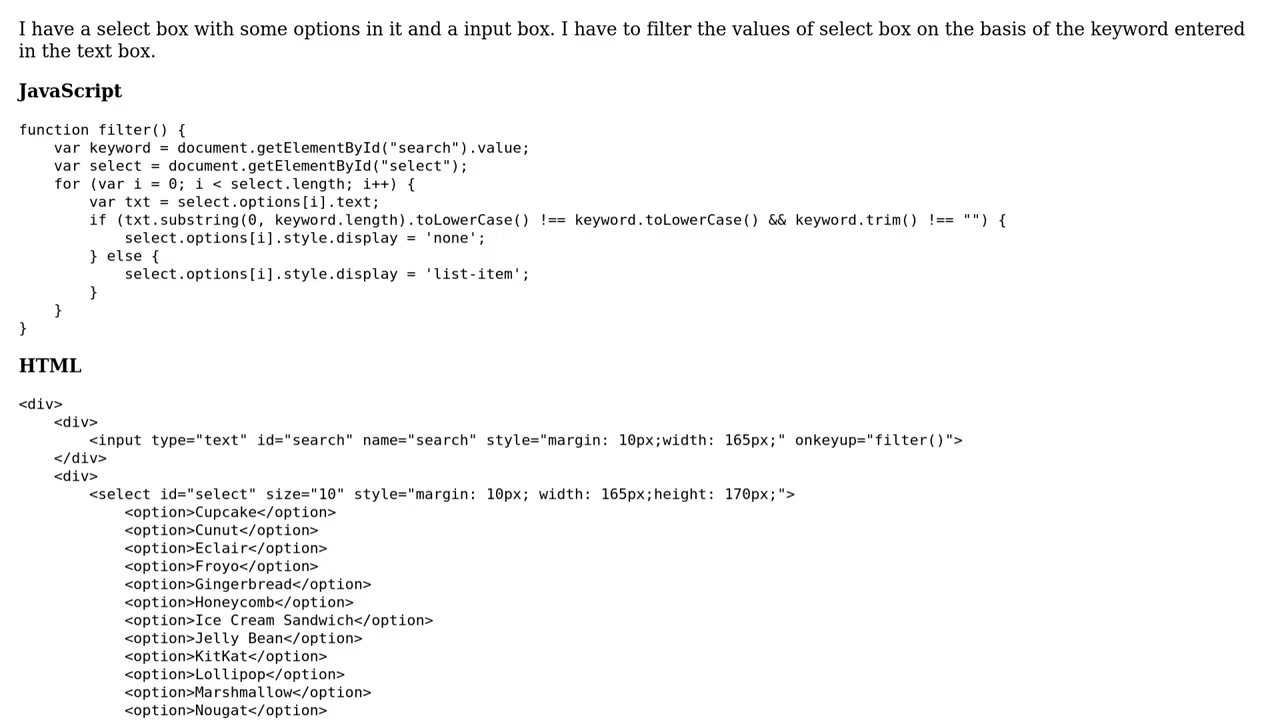 I have a select box with some options in it and a input box. I have to filter the values of select box on the basis of the keyword entered
in the text box.
JavaScript
function filter() {
    var keyword = document.getElementById("search").value;
    var select = document.getElementById("select");
    for (var i = 0; i < select.length; i++) {
        var txt = select.options[i].text;
        if (txt.substring(0, keyword.length).toLowerCase() !== keyword.toLowerCase() && keyword.trim() !== "") {
            select.options[i].style.display = 'none';
        } else {
            select.options[i].style.display = 'list-item';
        }
    }
}
HTML
<div>
    <div>
        <input type="text" id="search" name="search" style="margin: 10px;width: 165px;" onkeyup="filter()">
    </div>
    <div>
        <select id="select" size="10" style="margin: 10px; width: 165px;height: 170px;">
            <option>Cupcake</option>
            <option>Cunut</option>
            <option>Eclair</option>
            <option>Froyo</option>
            <option>Gingerbread</option>
            <option>Honeycomb</option>
            <option>Ice Cream Sandwich</option>
            <option>Jelly Bean</option>
            <option>KitKat</option>
            <option>Lollipop</option>
            <option>Marshmallow</option>
            <option>Nougat</option>